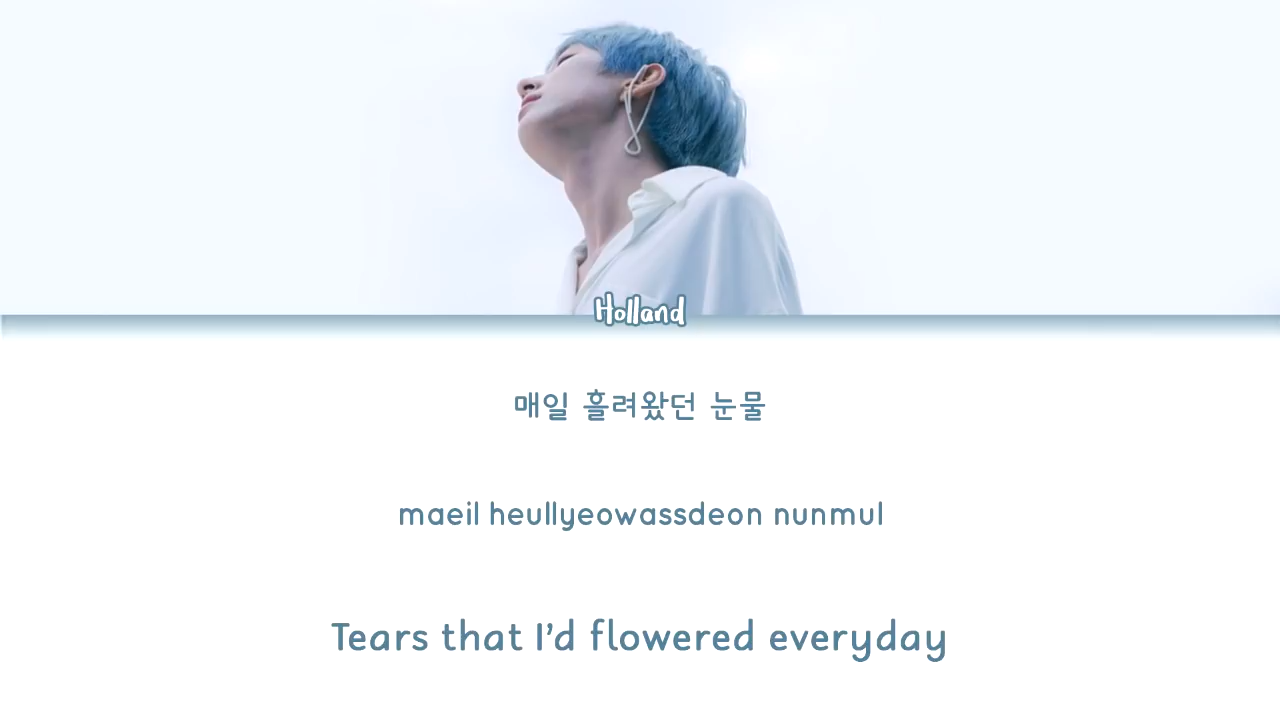 Holland
매일 흘려왔던 눈물
maeil heullyeowassdeon nunmul
Tears that I'd flowered everyday